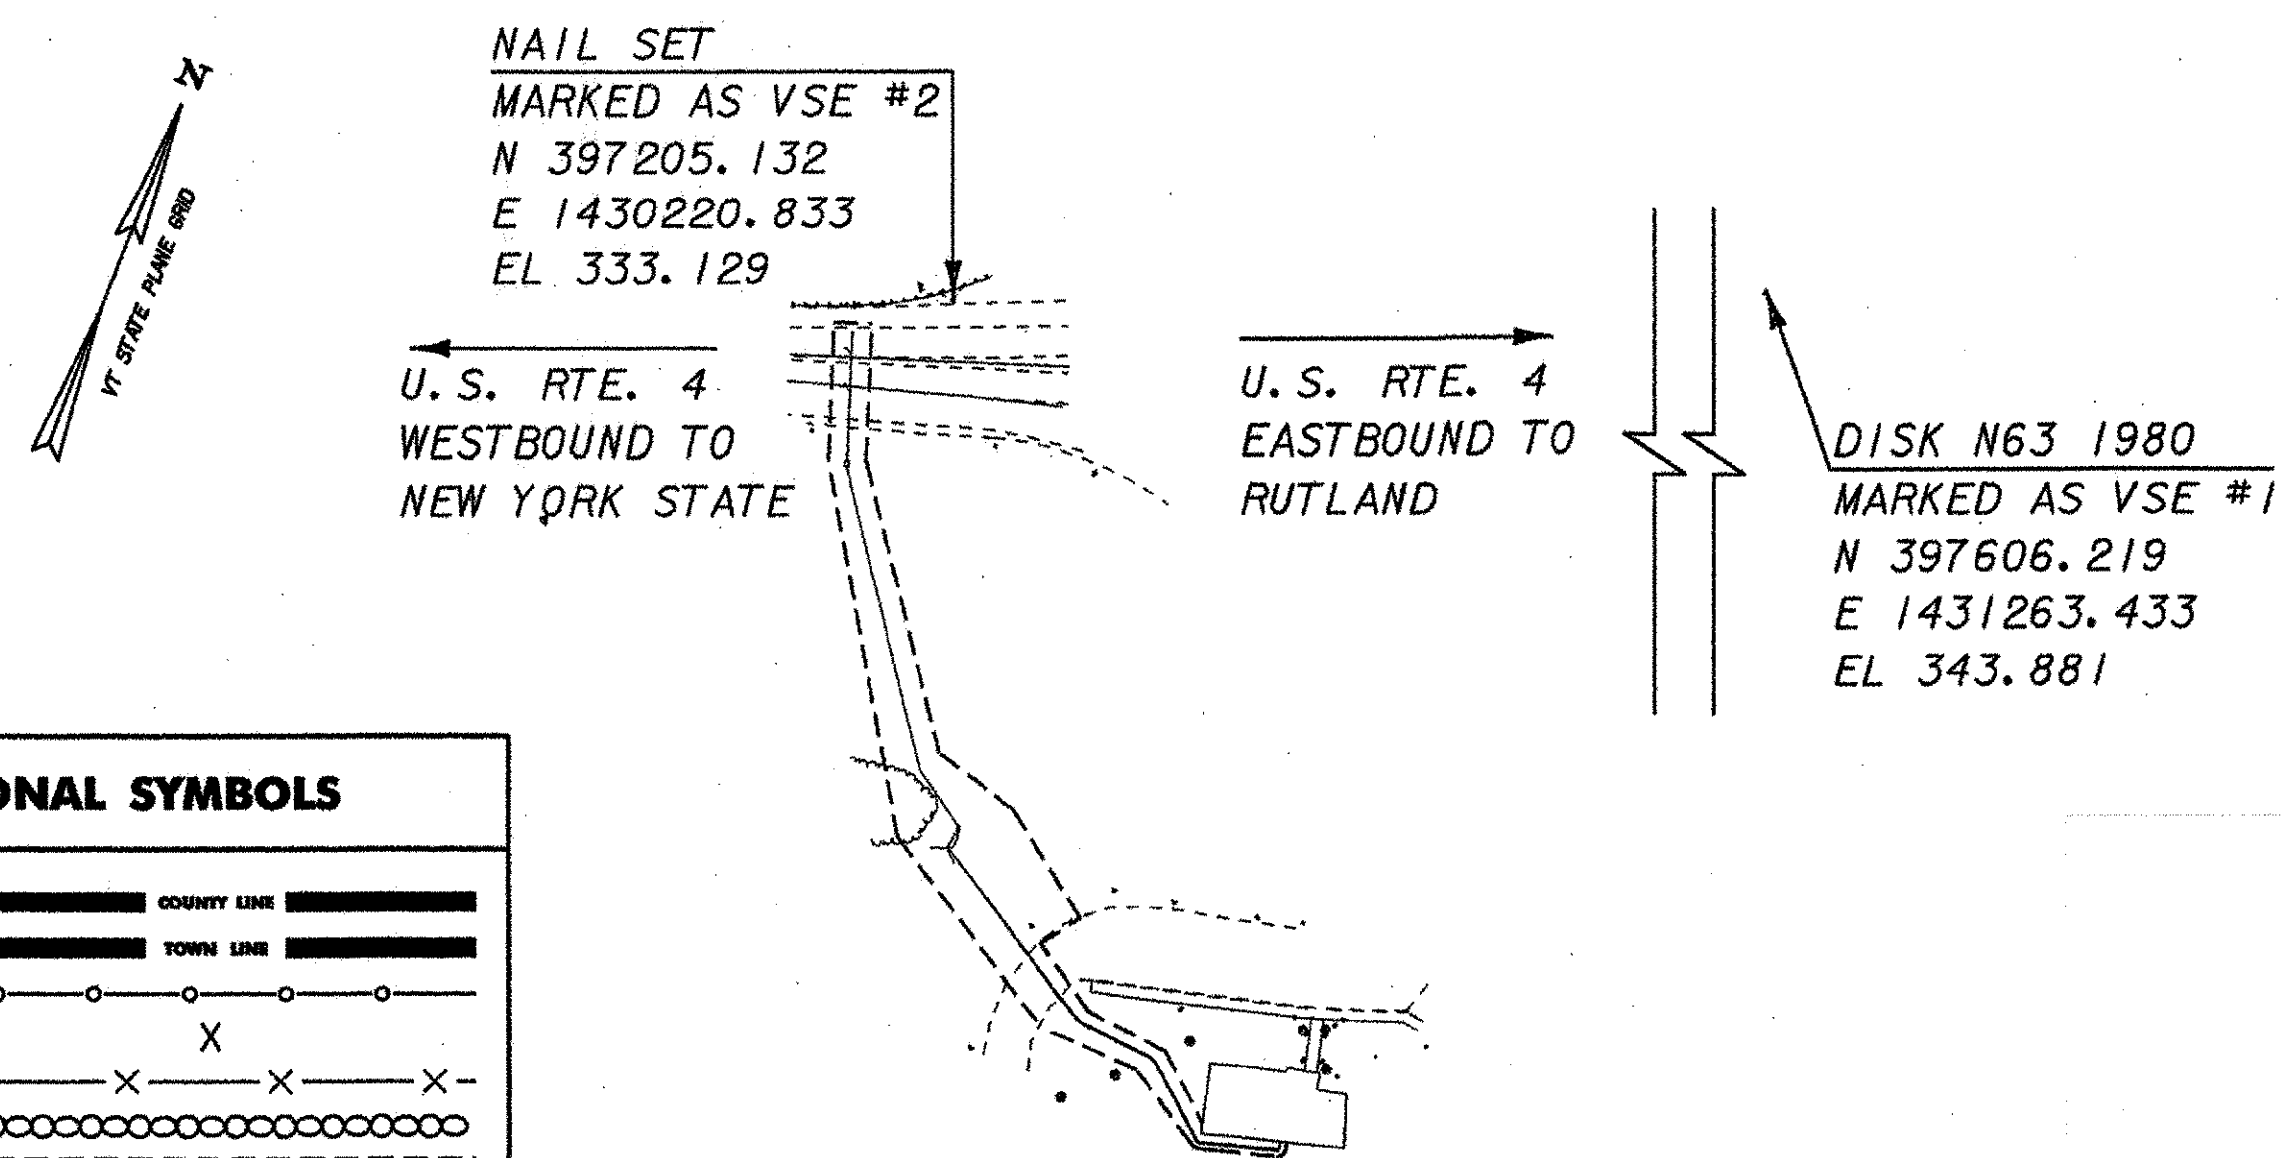 N
VT STATE PLANE GRID
NAIL SET
MARKED AS VSE #2
N 397205.132
E 1430220.833
EL 333.129
U.S. RTE. 4
WESTBOUND TO
NEW YORK STATE
U.S. RTE. 4
EASTBOUND TO
RUTLAND
DISK N63 1980
MARKED AS VSE #1
N 397606.219
E 1431263.433
EL 343.881
ONAL SYMBOLS
COUNTY LINE
TOWN LINE